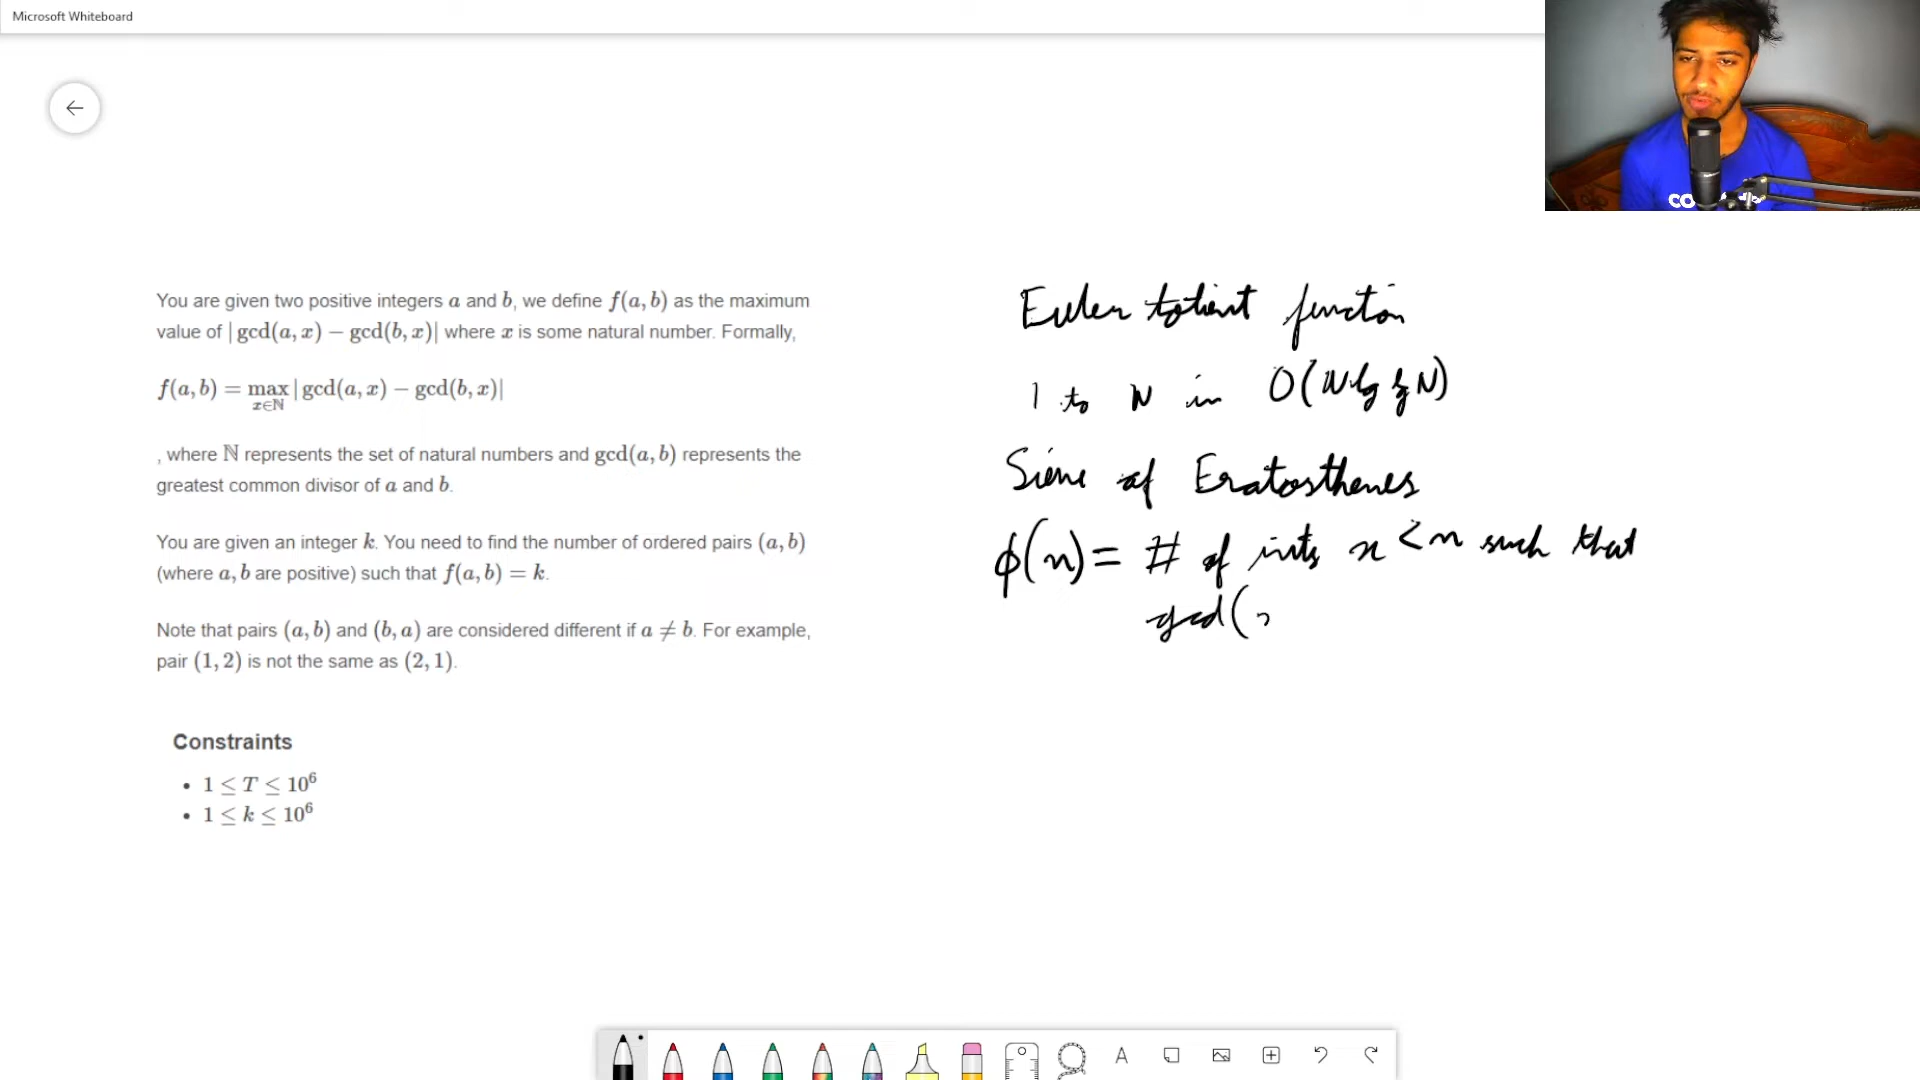 Microsoft Whiteboard
You are given two positive integers a and b, we define f(a, b) as the maximum
value of | gcd(a, x) − gcd(b, x)| where x is some natural number. Formally,
f(a, b) = max x∈ℕ | gcd(a, x) − gcd(b, x)|
, where ℕ represents the set of natural numbers and gcd(a, b) represents the
greatest common divisor of a and b.
You are given an integer k. You need to find the number of ordered pairs (a, b)
(where a, b are positive) such that f(a, b) = k.
Note that pairs (a, b) and (b, a) are considered different if a ≠ b. For example,
pair (1, 2) is not the same as (2, 1).
Constraints
• 1 ≤ T ≤ 10⁶
• 1 ≤ k ≤ 10⁶
Euler totient function
1 to N in O(N lg lg N)
Sieve of Eratosthenes
ϕ(n) = # of ints x < n such that
gcd(
A